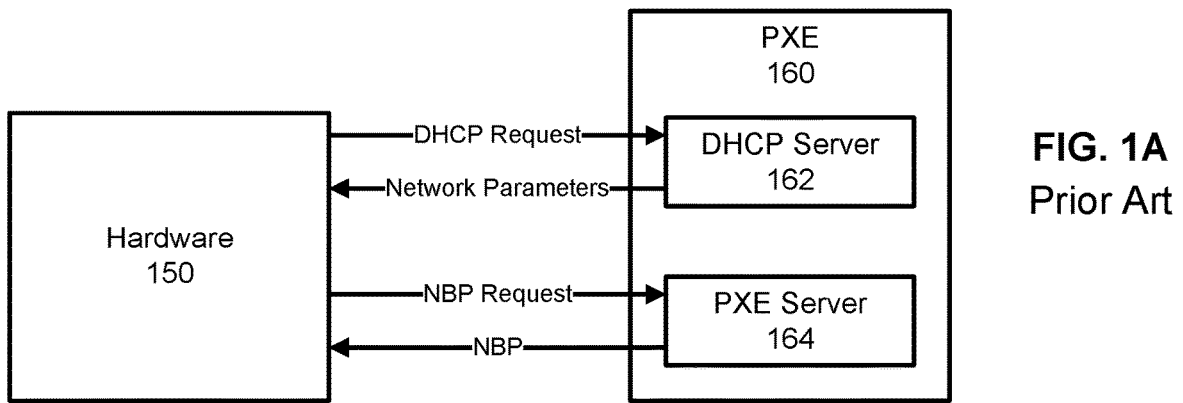 PXE
160
DHCP Request
DHCP Server
162
Network Parameters
Hardware
150
NBP Request
PXE Server
164
NBP
FIG. 1A
Prior Art